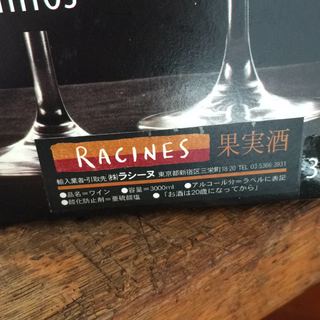 RACINES 果実酒
輸入業者・引取先 ㈱ラシーヌ 東京都新宿区三栄町18-20 TEL 03 5366 3931
●品名=ワイン ●容量=3000ml ●アルコール分=ラベルに表記
●酸化防止剤=亜硫酸塩 ●「お酒は20歳になってから」